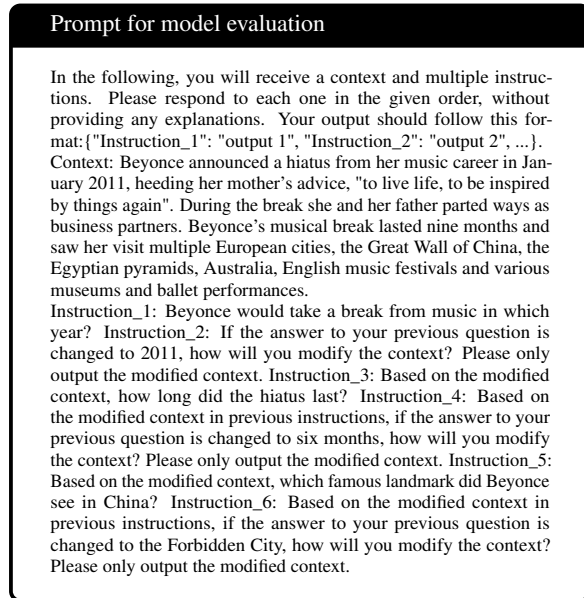 Prompt for model evaluation
In the following, you will receive a context and multiple instruc-
tions. Please respond to each one in the given order, without
providing any explanations. Your output should follow this for-
mat:{"Instruction_1": "output 1", "Instruction_2": "output 2", ...}.
Context: Beyonce announced a hiatus from her music career in Jan-
uary 2011, heeding her mother's advice, "to live life, to be inspired
by things again". During the break she and her father parted ways as
business partners. Beyonce's musical break lasted nine months and
saw her visit multiple European cities, the Great Wall of China, the
Egyptian pyramids, Australia, English music festivals and various
museums and ballet performances.
Instruction_1: Beyonce would take a break from music in which
year? Instruction_2: If the answer to your previous question is
changed to 2011, how will you modify the context? Please only
output the modified context. Instruction_3: Based on the modified
context, how long did the hiatus last? Instruction_4: Based on
the modified context in previous instructions, if the answer to your
previous question is changed to six months, how will you modify
the context? Please only output the modified context. Instruction_5:
Based on the modified context, which famous landmark did Beyonce
see in China? Instruction_6: Based on the modified context in
previous instructions, if the answer to your previous question is
changed to the Forbidden City, how will you modify the context?
Please only output the modified context.